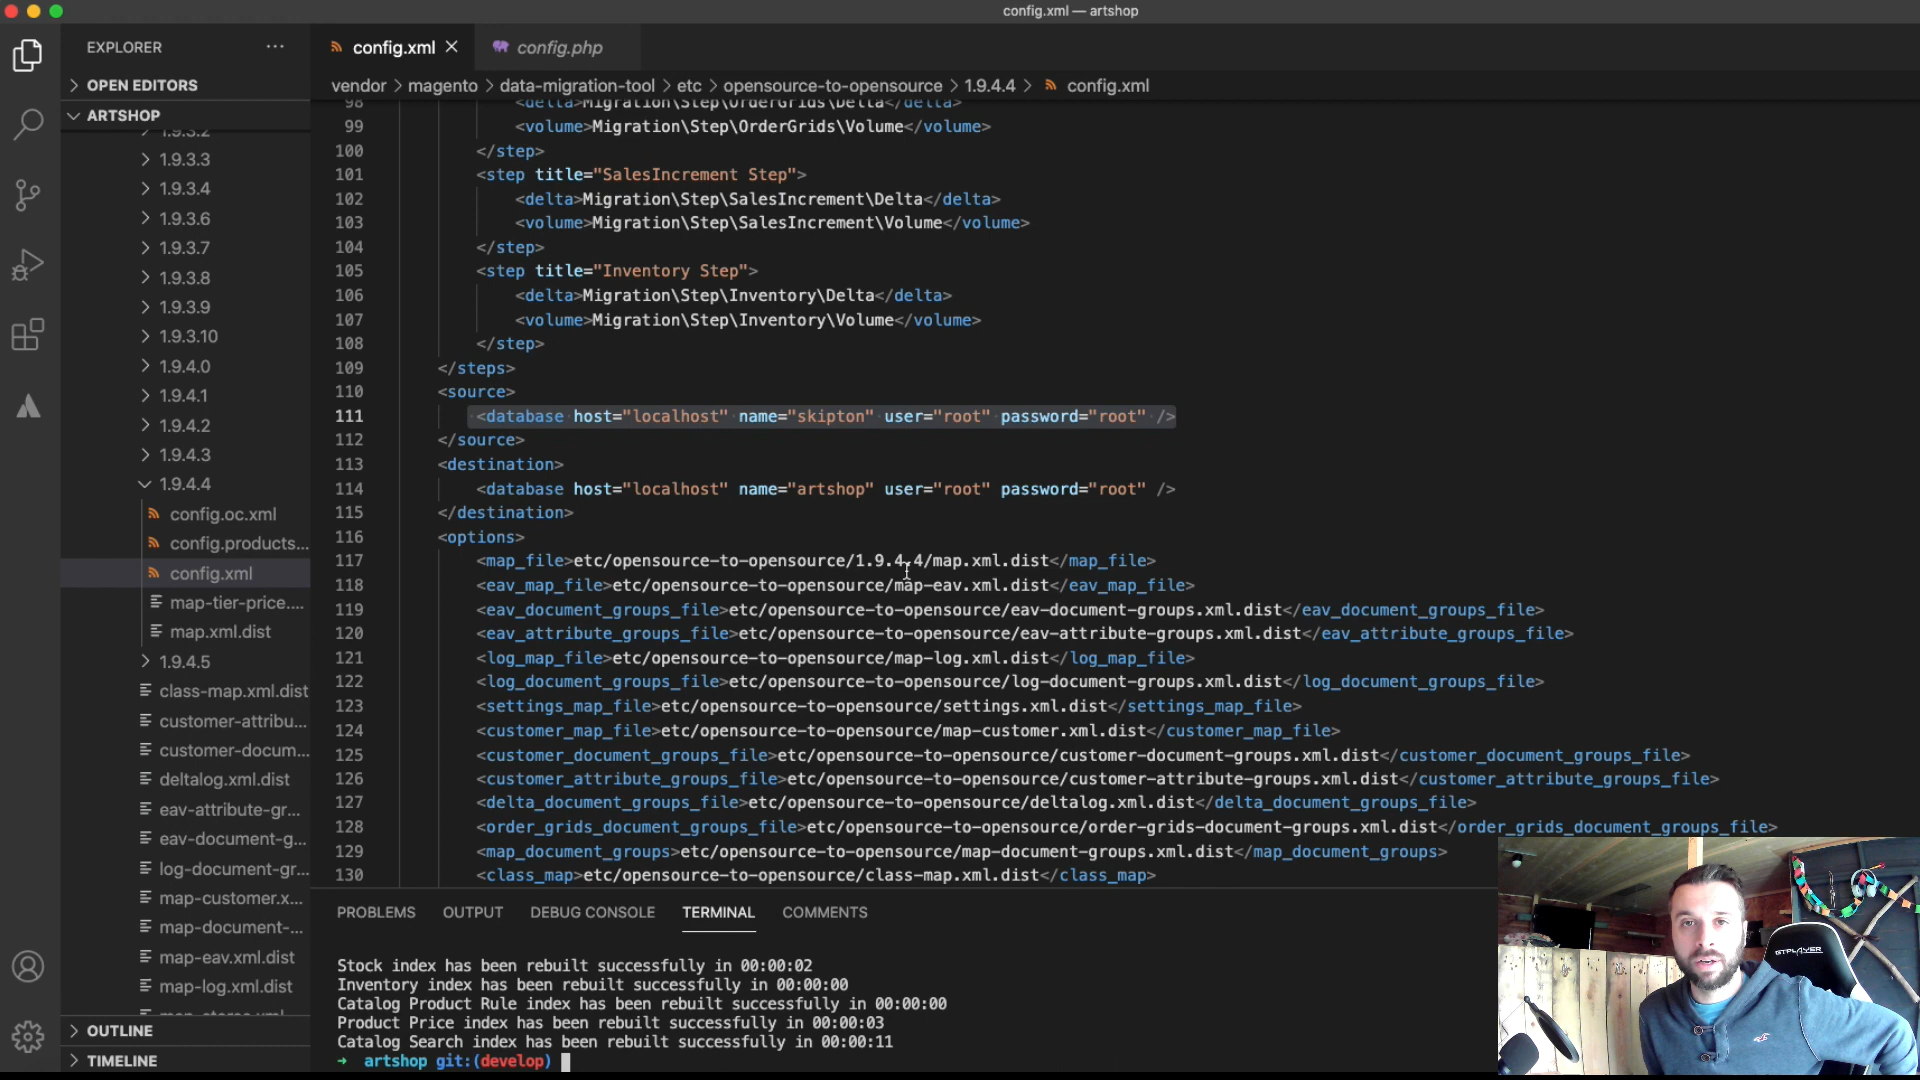 config.xml — artshop
EXPLORER
config.xml
config.php
OPEN EDITORS
vendor > magento > data-migration-tool > etc > opensource-to-opensource > 1.9.4.4 > config.xml
ARTSHOP
1.9.3.2
1.9.3.3
1.9.3.4
1.9.3.6
1.9.3.7
1.9.3.8
1.9.3.9
1.9.3.10
1.9.4.0
1.9.4.1
1.9.4.2
1.9.4.3
1.9.4.4
config.oc.xml
config.products...
config.xml
map-tier-price....
map.xml.dist
1.9.4.5
class-map.xml.dist
customer-attribu...
customer-docum...
deltalog.xml.dist
eav-attribute-gr...
eav-document-g...
log-document-gr...
map-customer.x...
map-document-...
map-eav.xml.dist
map-log.xml.dist
OUTLINE
TIMELINE
98 <delta>Migration\Step\OrderGrids\Delta</delta>
99 <volume>Migration\Step\OrderGrids\Volume</volume>
100 </step>
101 <step title="SalesIncrement Step">
102 <delta>Migration\Step\SalesIncrement\Delta</delta>
103 <volume>Migration\Step\SalesIncrement\Volume</volume>
104 </step>
105 <step title="Inventory Step">
106 <delta>Migration\Step\Inventory\Delta</delta>
107 <volume>Migration\Step\Inventory\Volume</volume>
108 </step>
109 </steps>
110 <source>
111 <database host="localhost" name="skipton" user="root" password="root" />
112 </source>
113 <destination>
114 <database host="localhost" name="artshop" user="root" password="root" />
115 </destination>
116 <options>
117 <map_file>etc/opensource-to-opensource/1.9.4.4/map.xml.dist</map_file>
118 <eav_map_file>etc/opensource-to-opensource/map-eav.xml.dist</eav_map_file>
119 <eav_document_groups_file>etc/opensource-to-opensource/eav-document-groups.xml.dist</eav_document_groups_file>
120 <eav_attribute_groups_file>etc/opensource-to-opensource/eav-attribute-groups.xml.dist</eav_attribute_groups_file>
121 <log_map_file>etc/opensource-to-opensource/map-log.xml.dist</log_map_file>
122 <log_document_groups_file>etc/opensource-to-opensource/log-document-groups.xml.dist</log_document_groups_file>
123 <settings_map_file>etc/opensource-to-opensource/settings.xml.dist</settings_map_file>
124 <customer_map_file>etc/opensource-to-opensource/map-customer.xml.dist</customer_map_file>
125 <customer_document_groups_file>etc/opensource-to-opensource/customer-document-groups.xml.dist</customer_document_groups_file>
126 <customer_attribute_groups_file>etc/opensource-to-opensource/customer-attribute-groups.xml.dist</customer_attribute_groups_file>
127 <delta_document_groups_file>etc/opensource-to-opensource/deltalog.xml.dist</delta_document_groups_file>
128 <order_grids_document_groups_file>etc/opensource-to-opensource/order-grids-document-groups.xml.dist</order_grids_document_groups_file>
129 <map_document_groups>etc/opensource-to-opensource/map-document-groups.xml.dist</map_document_groups>
130 <class_map>etc/opensource-to-opensource/class-map.xml.dist</class_map>
PROBLEMS OUTPUT DEBUG CONSOLE TERMINAL COMMENTS
Stock index has been rebuilt successfully in 00:00:02
Inventory index has been rebuilt successfully in 00:00:00
Catalog Product Rule index has been rebuilt successfully in 00:00:00
Product Price index has been rebuilt successfully in 00:00:03
Catalog Search index has been rebuilt successfully in 00:00:11
→ artshop git:(develop)
GTPLAYER